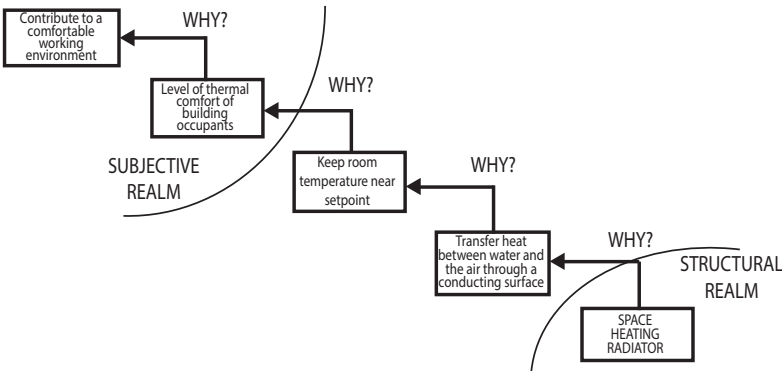 Contribute to a
comfortable
working
environment
WHY?
Level of thermal
comfort of
building
occupants
WHY?
SUBJECTIVE
REALM
Keep room
temperature near
setpoint
WHY?
Transfer heat
between water and
the air through a
conducting surface
WHY?
STRUCTURAL
REALM
SPACE
HEATING
RADIATOR